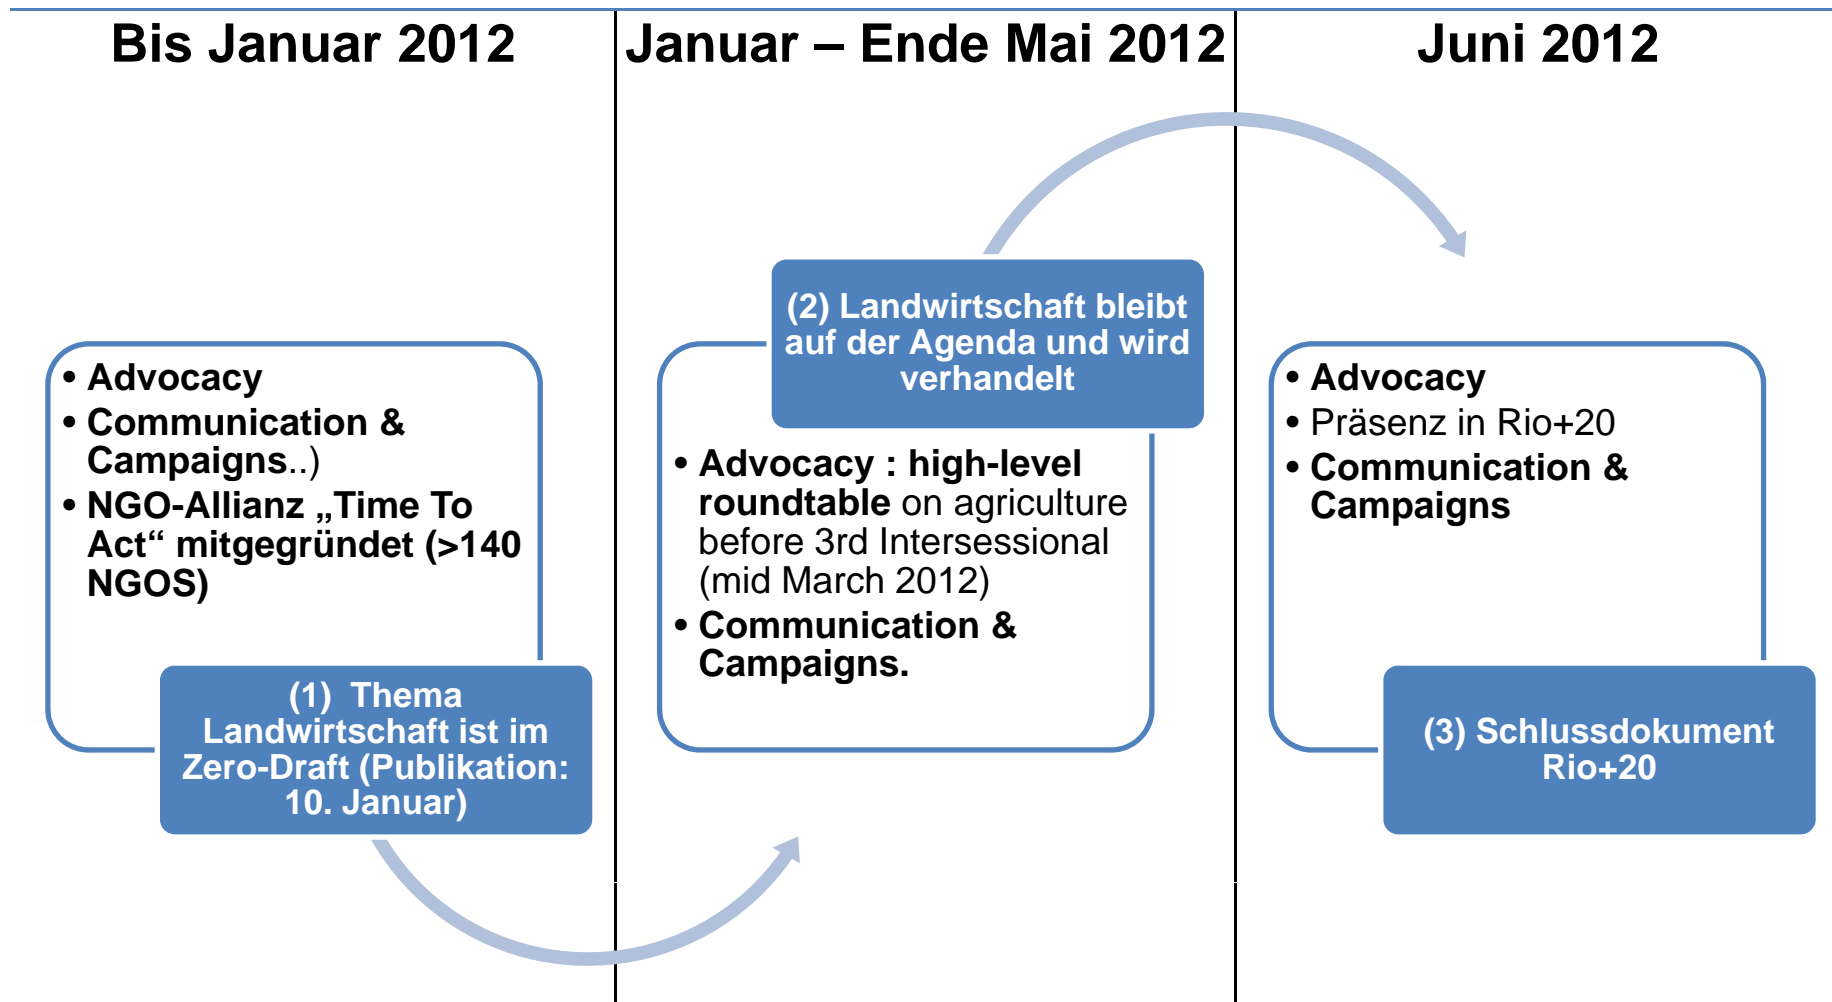 Bis Januar 2012
Januar – Ende Mai 2012
Juni 2012
• Advocacy
• Communication &
Campaigns..)
• NGO-Allianz „Time To
Act“ mitgegründet (>140
NGOS)
(1) Thema
Landwirtschaft ist im
Zero-Draft (Publikation:
10. Januar)
(2) Landwirtschaft bleibt
auf der Agenda und wird
verhandelt
• Advocacy : high-level
roundtable on agriculture
before 3rd Intersessional
(mid March 2012)
• Communication &
Campaigns.
• Advocacy
• Präsenz in Rio+20
• Communication &
Campaigns
(3) Schlussdokument
Rio+20